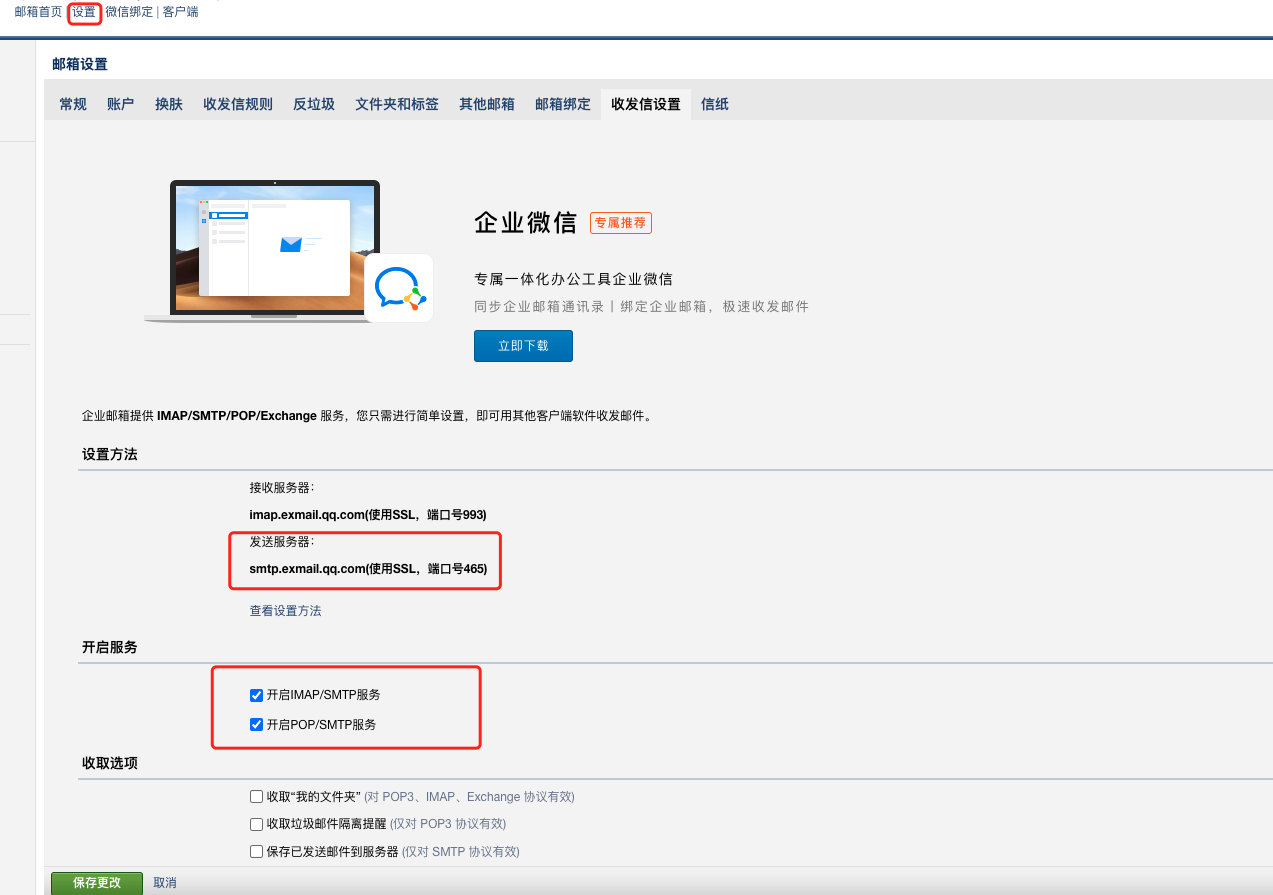 邮箱首页 | 设置 | 微信绑定 | 客户端
邮箱设置
常规 账户 换肤 收发信规则 反垃圾 文件夹和标签 其他邮箱 邮箱绑定 收发信设置 信纸
企业微信 专属推荐
专属一体化办公工具企业微信
同步企业邮箱通讯录丨绑定企业邮箱，极速收发邮件
立即下载
企业邮箱提供 IMAP/SMTP/POP/Exchange 服务，您只需进行简单设置，即可用其他客户端软件收发邮件。
设置方法
接收服务器：
imap.exmail.qq.com(使用SSL，端口号993)
发送服务器：
smtp.exmail.qq.com(使用SSL，端口号465)
查看设置方法
开启服务
开启IMAP/SMTP服务
开启POP/SMTP服务
收取选项
收取“我的文件夹” (对 POP3、IMAP、Exchange 协议有效)
收取垃圾邮件隔离提醒 (仅对 POP3 协议有效)
保存已发送邮件到服务器 (仅对 SMTP 协议有效)
保存更改 取消